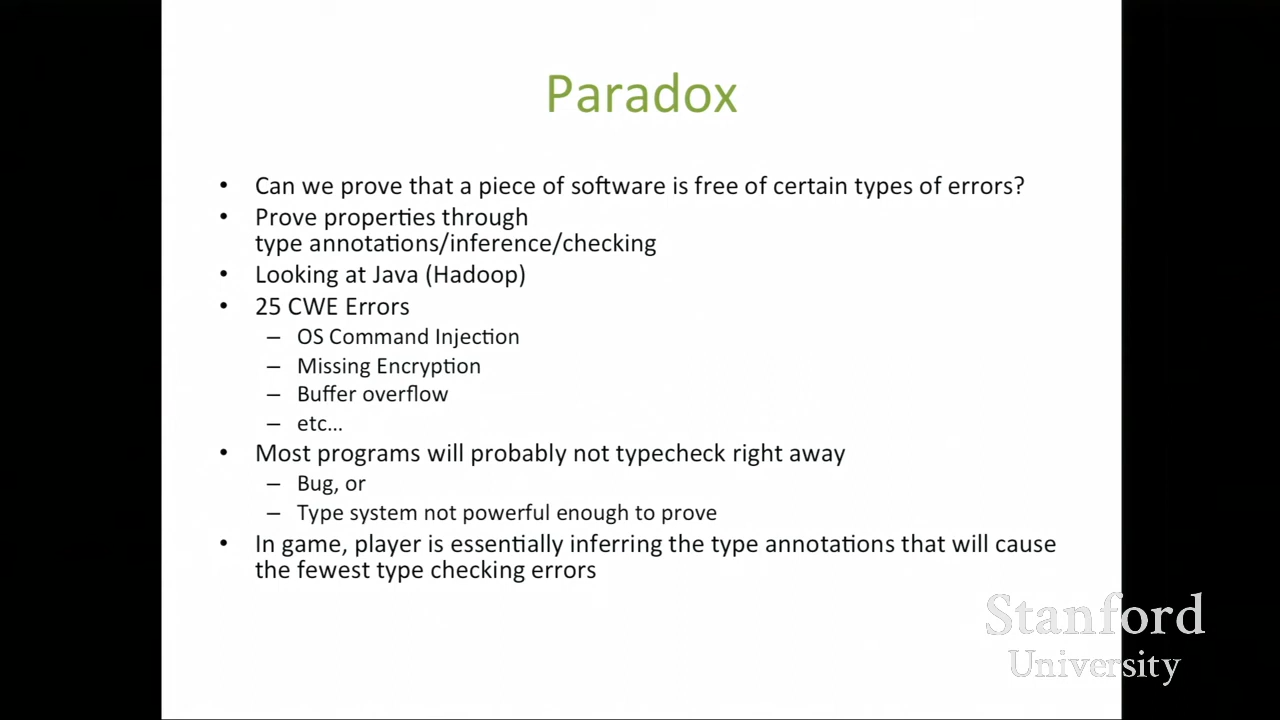 Paradox
• Can we prove that a piece of software is free of certain types of errors?
• Prove properties through
type annotations/inference/checking
• Looking at Java (Hadoop)
• 25 CWE Errors
– OS Command Injection
– Missing Encryption
– Buffer overflow
– etc…
• Most programs will probably not typecheck right away
– Bug, or
– Type system not powerful enough to prove
• In game, player is essentially inferring the type annotations that will cause
the fewest type checking errors
Stanford
University